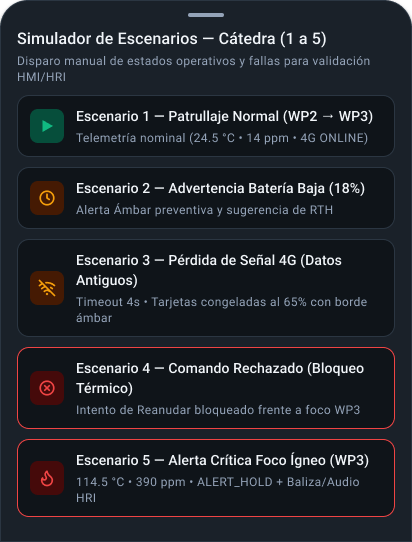 Simulador de Escenarios — Cátedra (1 a 5)
Disparo manual de estados operativos y fallas para validación
HMI/HRI
Escenario 1 — Patrullaje Normal (WP2 → WP3)
Telemetría nominal (24.5 °C • 14 ppm • 4G ONLINE)
Escenario 2 — Advertencia Batería Baja (18%)
Alerta Ámbar preventiva y sugerencia de RTH
Escenario 3 — Pérdida de Señal 4G (Datos
Antiguos)
Timeout 4s • Tarjetas congeladas al 65% con borde
ámbar
Escenario 4 — Comando Rechazado (Bloqueo
Térmico)
Intento de Reanudar bloqueado frente a foco WP3
Escenario 5 — Alerta Crítica Foco Ígneo (WP3)
114.5 °C • 390 ppm • ALERT_HOLD + Baliza/Audio
HRI